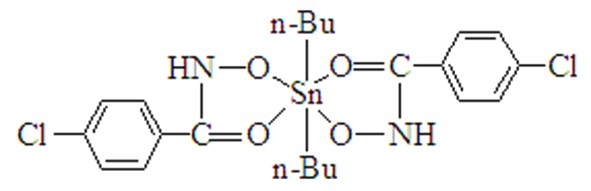 n-Bu
HN O O C Cl
Sn
Cl C O O NH
n-Bu